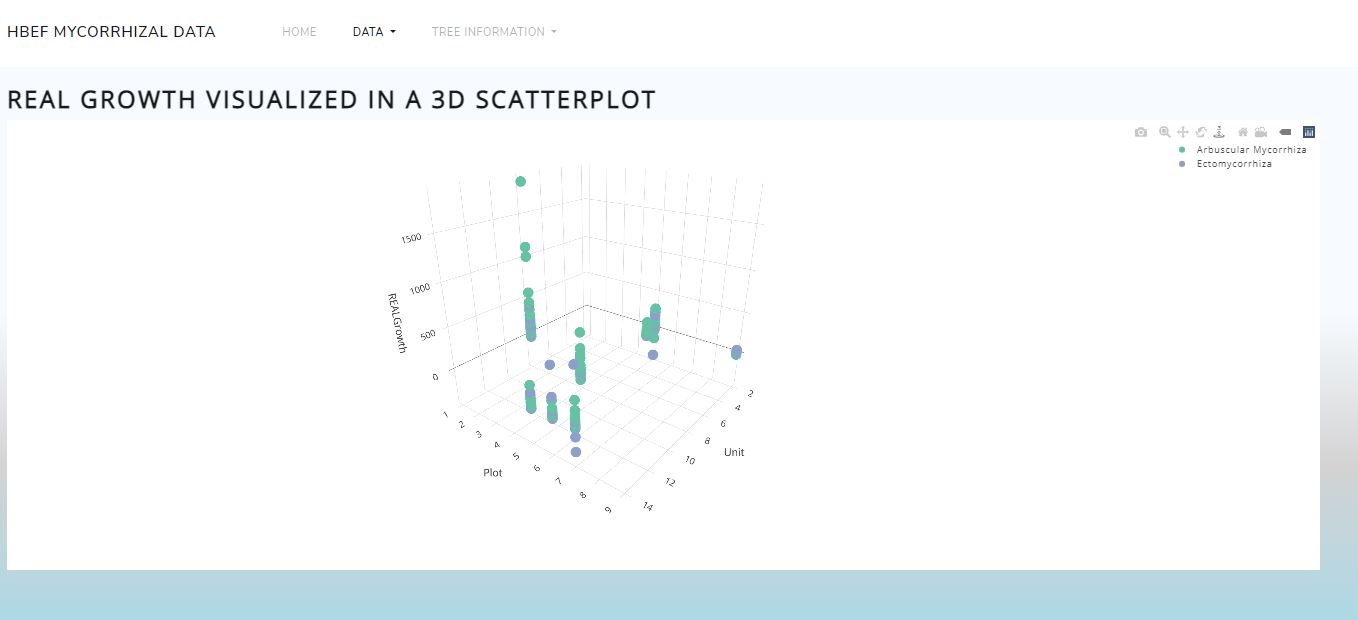 HBEF MYCORRHIZAL DATA HOME DATA TREE INFORMATION
REAL GROWTH VISUALIZED IN A 3D SCATTERPLOT
Arbuscular Mycorrhiza
Ectomycorrhiza
1500
1000
500
0
REALGrowth
1
2
3
4
5
6
7
8
9
Plot
2
4
6
8
10
12
14
Unit